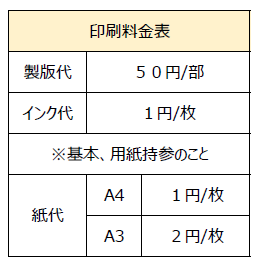 印刷料金表
製版代 ５０円/部
インク代 １円/枚
※基本、用紙持参のこと
紙代 A4 １円/枚
A3 ２円/枚